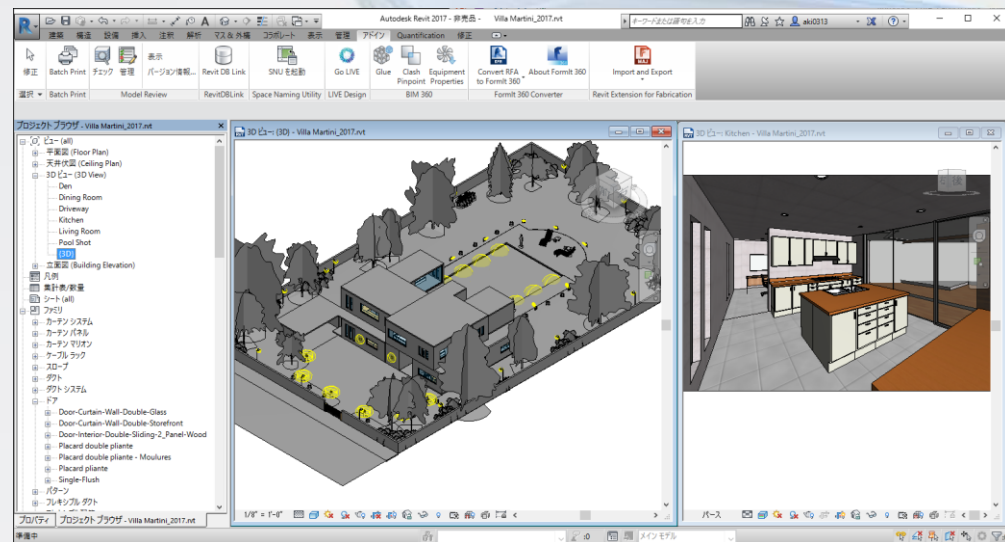 Autodesk Revit 2017 - 非売品 - Villa Martini_2017.rvt
キーワードまたは語句を入力
aki0313
建築 構造 設備 挿入 注釈 解析 マス & 外構 コラボレート 表示 管理 アドイン Quantification 修正
修正
Batch Print
チェック
管理
表示
バージョン情報...
Revit DB Link
SNU を起動
Go LIVE
Glue
Clash Pinpoint
Equipment Properties
Convert RFA to FormIt 360
About FormIt 360
Import and Export
選択 Batch Print Model Review RevitDBLink Space Naming Utility LIVE Design BIM 360 FormIt 360 Converter Revit Extension for Fabrication
プロジェクト ブラウザ - Villa Martini_2017.rvt
ビュー (all)
平面図 (Floor Plan)
天井伏図 (Ceiling Plan)
3D ビュー (3D View)
Den
Dining Room
Driveway
Kitchen
Living Room
Pool Shot
{3D}
立面図 (Building Elevation)
凡例
集計表/数量
シート (all)
ファミリ
カーテン システム
カーテン パネル
カーテン マリオン
ケーブル ラック
スロープ
ダクト
ダクト システム
ドア
Door-Curtain-Wall-Double-Glass
Door-Curtain-Wall-Double-Storefront
Door-Interior-Double-Sliding-2_Panel-Wood
Placard double pliante
Placard double pliante - Moulures
Placard pliante
Single-Flush
パターン
フレキシブル ダクト
プロパティ プロジェクト ブラウザ - Villa Martini_2017.rvt
準備中
3D ビュー: {3D} - Villa Martini_2017.rvt
1/8" = 1'-0"
3D ビュー: Kitchen - Villa Martini_2017.rvt
パース
:0
メイン モデル